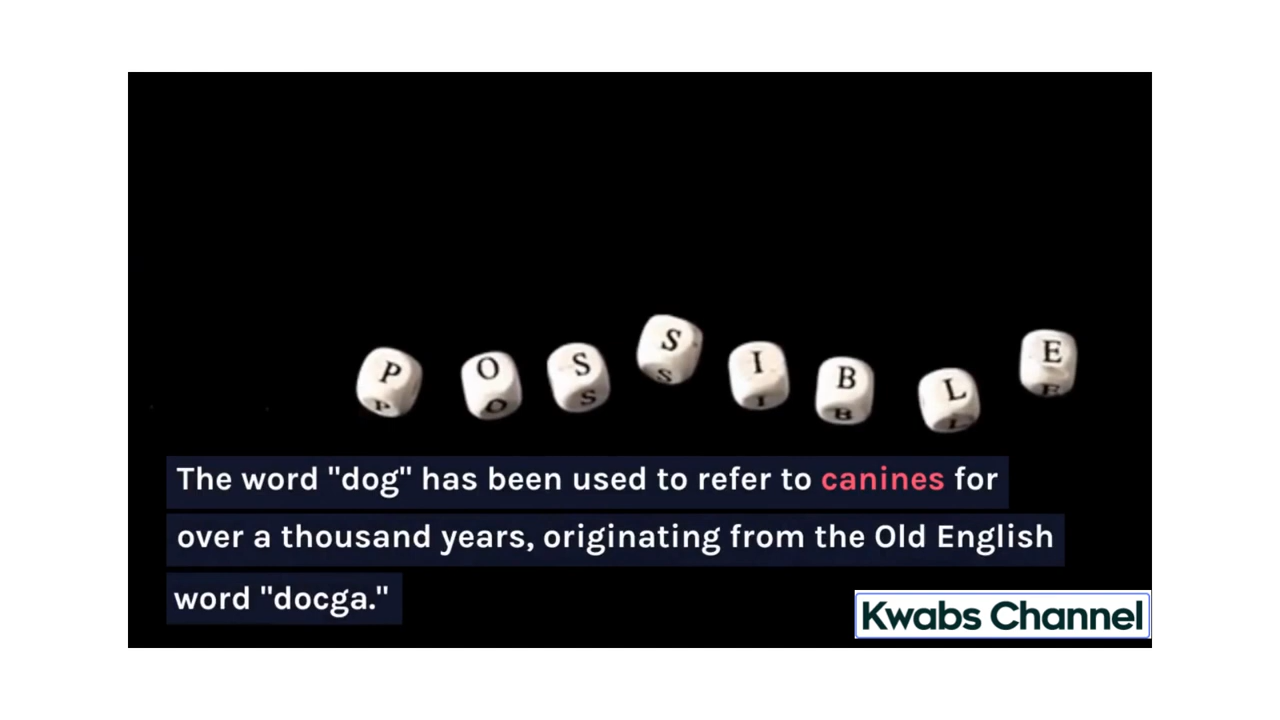 P O S S I B L E
P O S S I B L E
The word "dog" has been used to refer to canines for
over a thousand years, originating from the Old English
word "docga."
Kwabs Channel